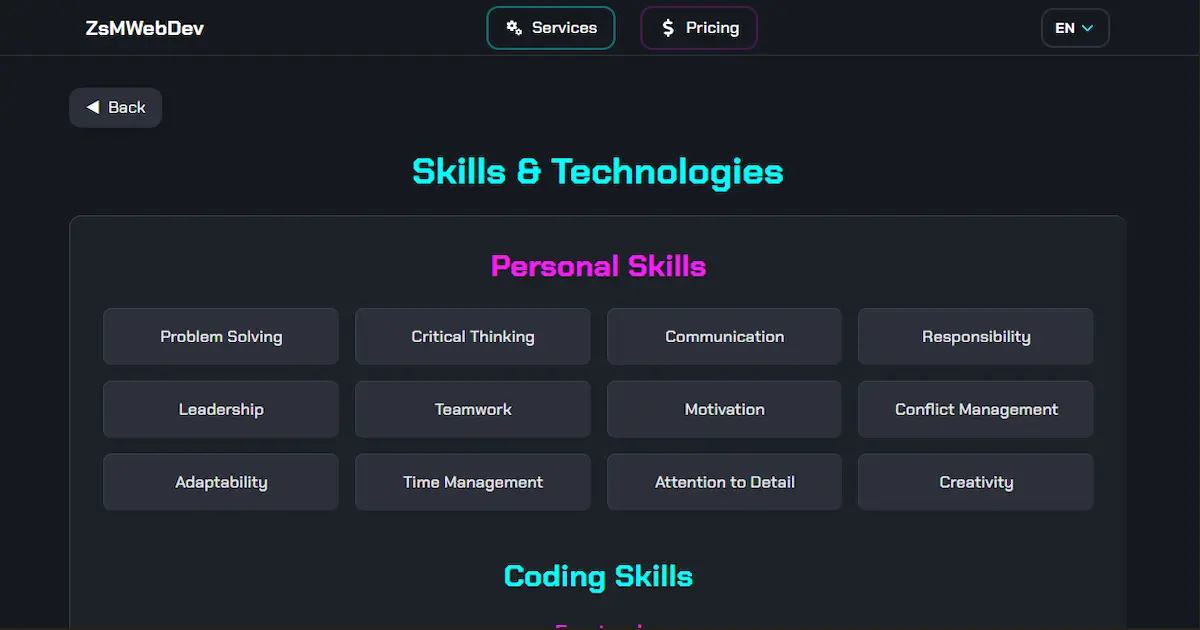 ZsMWebDev
Services
Pricing
EN
Back
Skills & Technologies
Personal Skills
Problem Solving
Critical Thinking
Communication
Responsibility
Leadership
Teamwork
Motivation
Conflict Management
Adaptability
Time Management
Attention to Detail
Creativity
Coding Skills